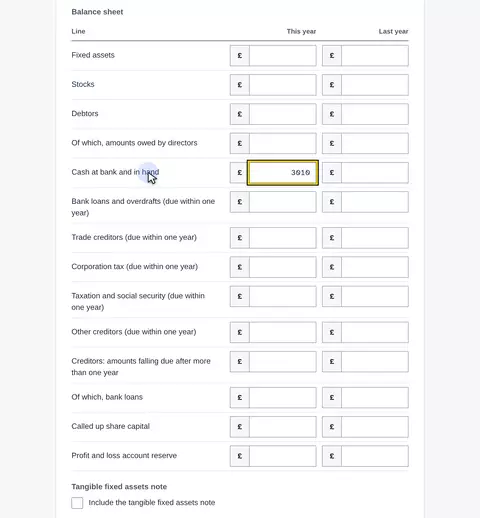 Balance sheet
Line This year Last year
Fixed assets £ £
Stocks £ £
Debtors £ £
Of which, amounts owed by directors £ £
Cash at bank and in hand £ 3010 £
Bank loans and overdrafts (due within one £ £
year)
Trade creditors (due within one year) £ £
Corporation tax (due within one year) £ £
Taxation and social security (due within £ £
one year)
Other creditors (due within one year) £ £
Creditors: amounts falling due after more £ £
than one year
Of which, bank loans £ £
Called up share capital £ £
Profit and loss account reserve £ £
Tangible fixed assets note
Include the tangible fixed assets note